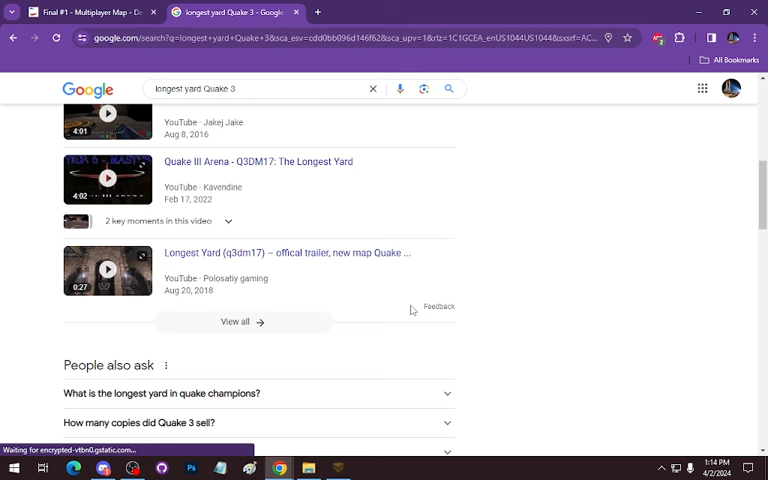 Final #1 - Multiplayer Map - De
longest yard Quake 3 - Google
google.com/search?q=longest+yard+Quake+3&sca_esv=cdd0bb096d146f62&sca_upv=1&rlz=1C1GCEA_enUS1044US1044&sxsrf=AC...
All Bookmarks
Google
longest yard Quake 3
4:01
YouTube · Jakej Jake
Aug 8, 2016
Quake III Arena - Q3DM17: The Longest Yard
4:02
YouTube · Kavendine
Feb 17, 2022
2 key moments in this video
Longest Yard (q3dm17) – offical trailer, new map Quake ...
0:27
YouTube · Polosatiy gaming
Aug 20, 2018
Feedback
View all
People also ask
What is the longest yard in quake champions?
How many copies did Quake 3 sell?
Waiting for encrypted-vtbn0.gstatic.com...
1:14 PM
4/2/2024